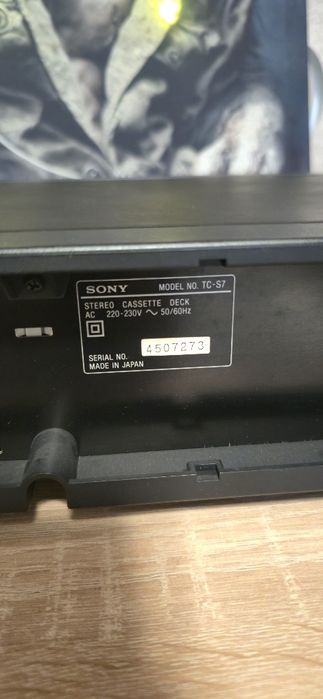 SONY MODEL NO. TC-S7
STEREO CASSETTE DECK
AC 220-230V ~ 50/60Hz
SERIAL NO. 4507273
MADE IN JAPAN